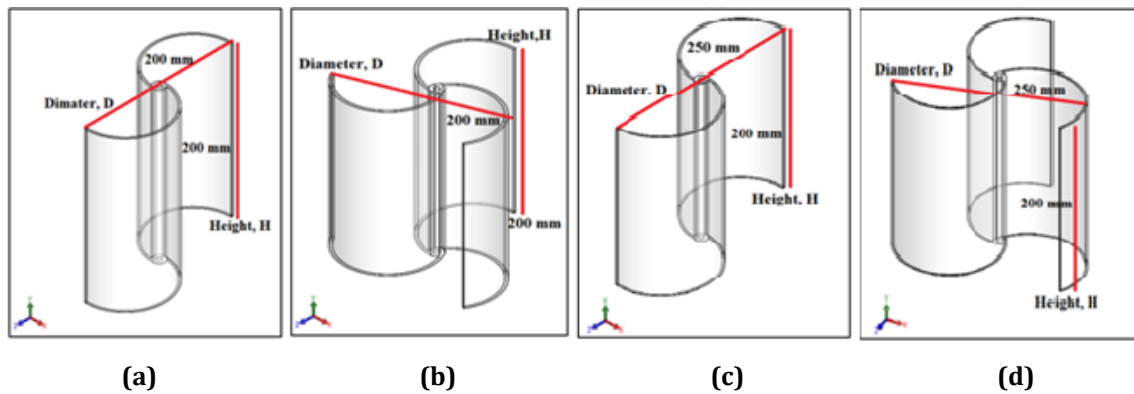 200 mm
Dimater, D
200 mm
Height, H
(a)
Height,H
Diameter, D
200 mm
200 mm
(b)
250 mm
Diameter. D
200 mm
Height. H
(c)
Diameter, D
250 mm
200 mm
Height, H
(d)